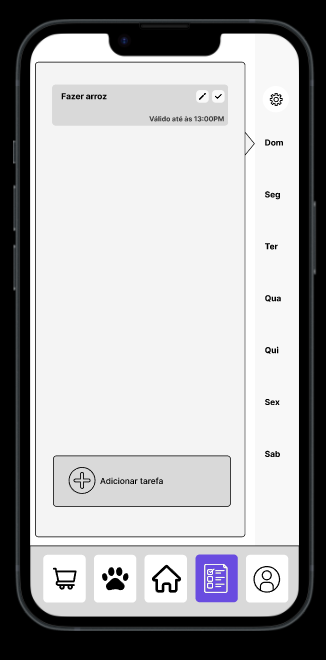 Fazer arroz
Válido até às 13:00PM
Dom
Seg
Ter
Qua
Qui
Sex
Sab
Adicionar tarefa